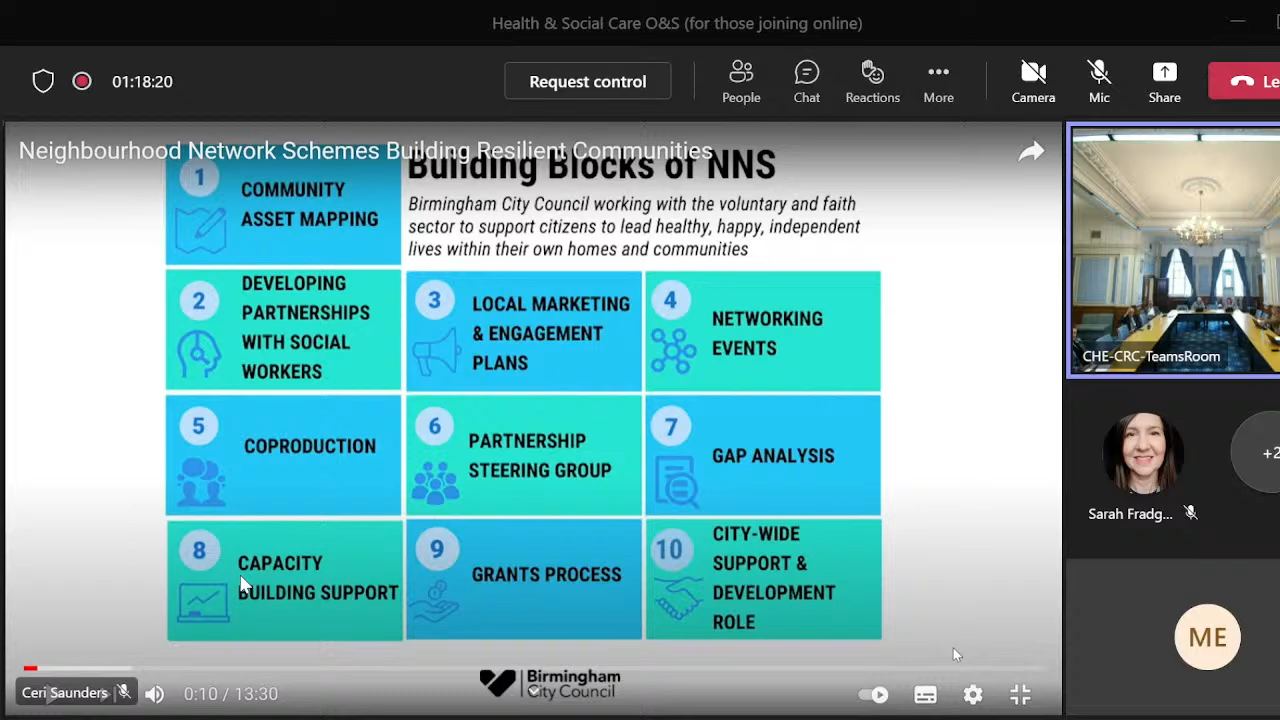 Health & Social Care O&S (for those joining online)
01:18:20
Request control
People
Chat
Reactions
More
Camera
Mic
Share
Le
Neighbourhood Network Schemes Building Resilient Communities
Building Blocks of NNS
Birmingham City Council working with the voluntary and faith
sector to support citizens to lead healthy, happy, independent
lives within their own homes and communities
1
COMMUNITY
ASSET MAPPING
2
DEVELOPING
PARTNERSHIPS
WITH SOCIAL
WORKERS
3
LOCAL MARKETING
& ENGAGEMENT
PLANS
4
NETWORKING
EVENTS
5
COPRODUCTION
6
PARTNERSHIP
STEERING GROUP
7
GAP ANALYSIS
8
CAPACITY
BUILDING SUPPORT
9
GRANTS PROCESS
10
CITY-WIDE
SUPPORT &
DEVELOPMENT
ROLE
Birmingham
City Council
Ceri Saunders
0:10 / 13:30
CHE-CRC-TeamsRoom
Sarah Fradg...
+2
ME